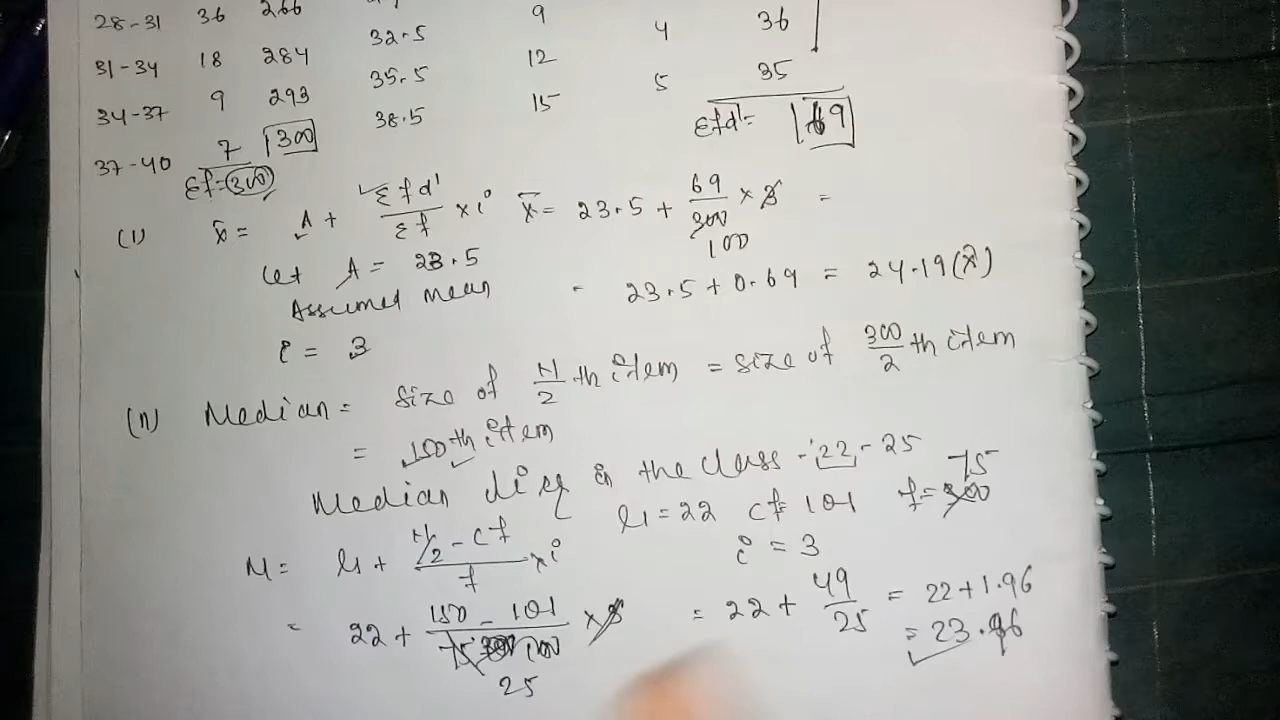 28-31 36 266 9 4 36
31-34 18 284 32.5 12 5 35
34-37 9 293 35.5 15 Σfd'= 69
37-40 7 300 38.5
Σf=300
(I) x̄ = A + Σfd'/Σf × i x̄ = 23.5 + 69/300 × 3 =
100
Let A = 23.5 = 23.5 + 0.69 = 24.19 (x̄)
Assumed mean
i = 3
(II) Median = Size of N/2 th item = size of 300/2 th item
= 150th item
Median lies in the class - 22 - 25
l1 = 22 cf= 101 f= 300 75
M = l1 + N/2 - cf/f × i i = 3
= 22 + 150 - 101/75 × 3 = 22 + 49/25 = 22 + 1.96
25 = 23.96